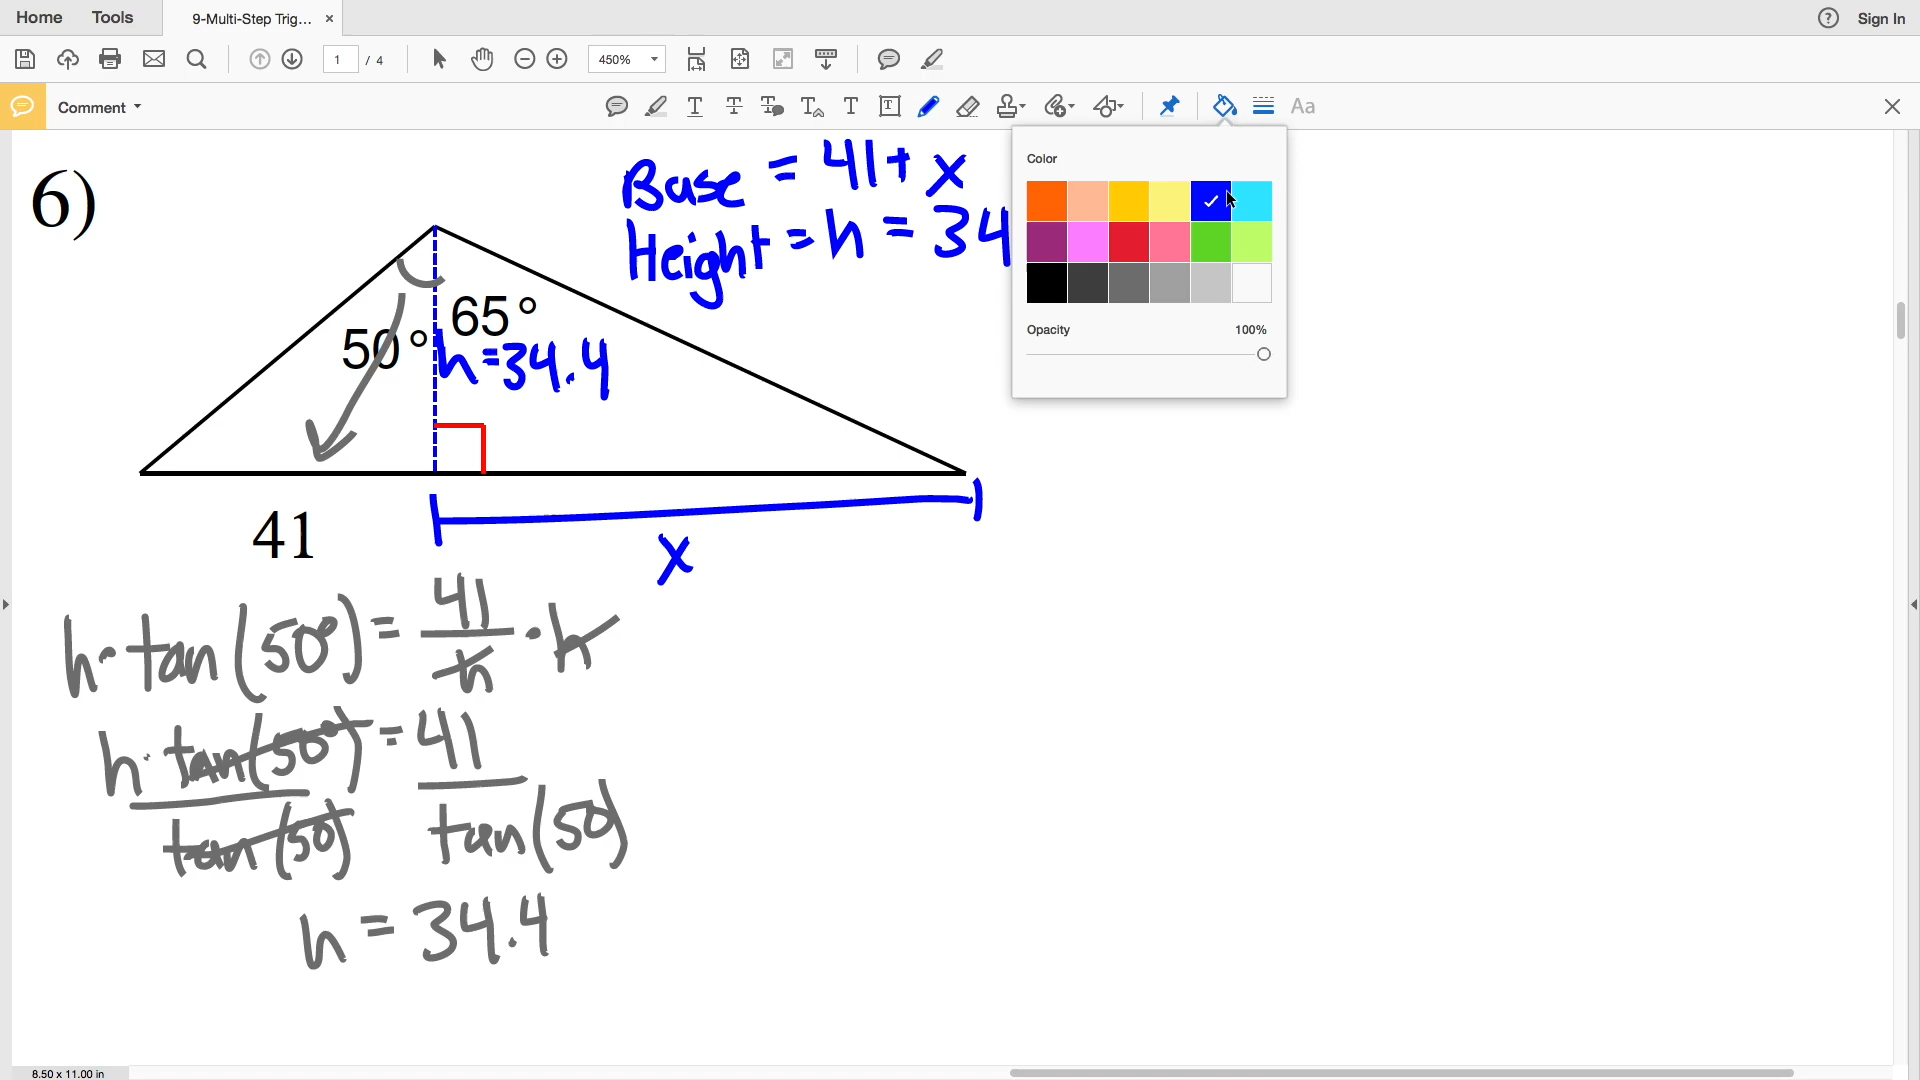 Home Tools 9-Multi-Step Trig... × Sign In
1 / 4 450%
Comment Aa
6)
Base = 41 + x
Height = h = 34
Color
Opacity 100%
65°
50°
h = 34.4
41
x
h · tan (50°) = 41/h · h
h · tan(50°) = 41
tan(50) tan(50)
h = 34.4
8.50 x 11.00 in